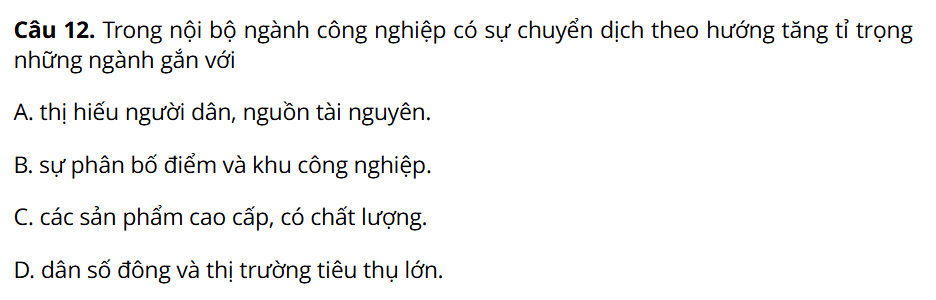 Câu 12. Trong nội bộ ngành công nghiệp có sự chuyển dịch theo hướng tăng tỉ trọng
những ngành gắn với
A. thị hiếu người dân, nguồn tài nguyên.
B. sự phân bố điểm và khu công nghiệp.
C. các sản phẩm cao cấp, có chất lượng.
D. dân số đông và thị trường tiêu thụ lớn.